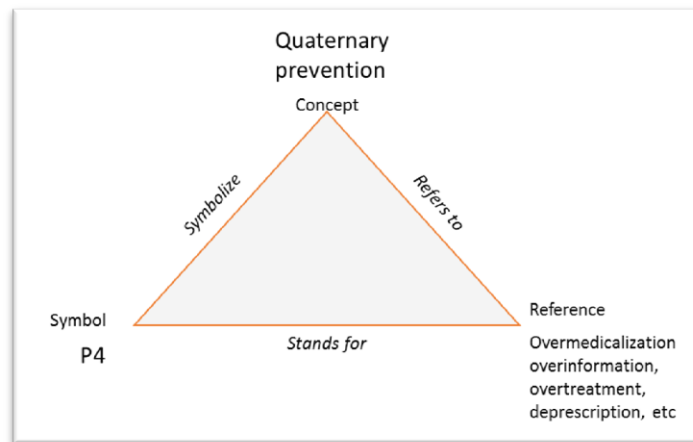 Quaternary
prevention
Concept
Symbolize
Refers to
Symbol
P4
Stands for
Reference
Overmedicalization
overinformation,
overtreatment,
deprescription, etc